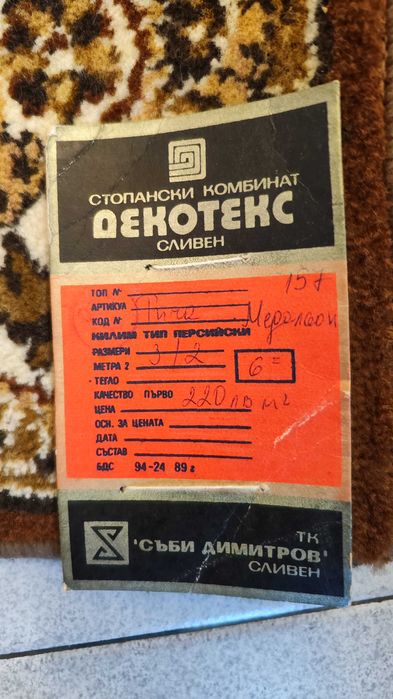 СТОПАНСКИ КОМБИНАТ
ДЕКОТЕКС
СЛИВЕН
ТОП №
АРТИКУЛ
КОД №
Медальон
КИЛИМ ТИП ПЕРСИЙСКИ
РАЗМЕРИ 3/2
МЕТРА 2 6=
ТЕГЛО
КАЧЕСТВО ПЪРВО
ЦЕНА 220 лв м²
ОСН. ЗА ЦЕНАТА
ДАТА
СЪСТАВ
БДС 94-24 89 г
ТК
'СЪБИ ДИМИТРОВ'
СЛИВЕН